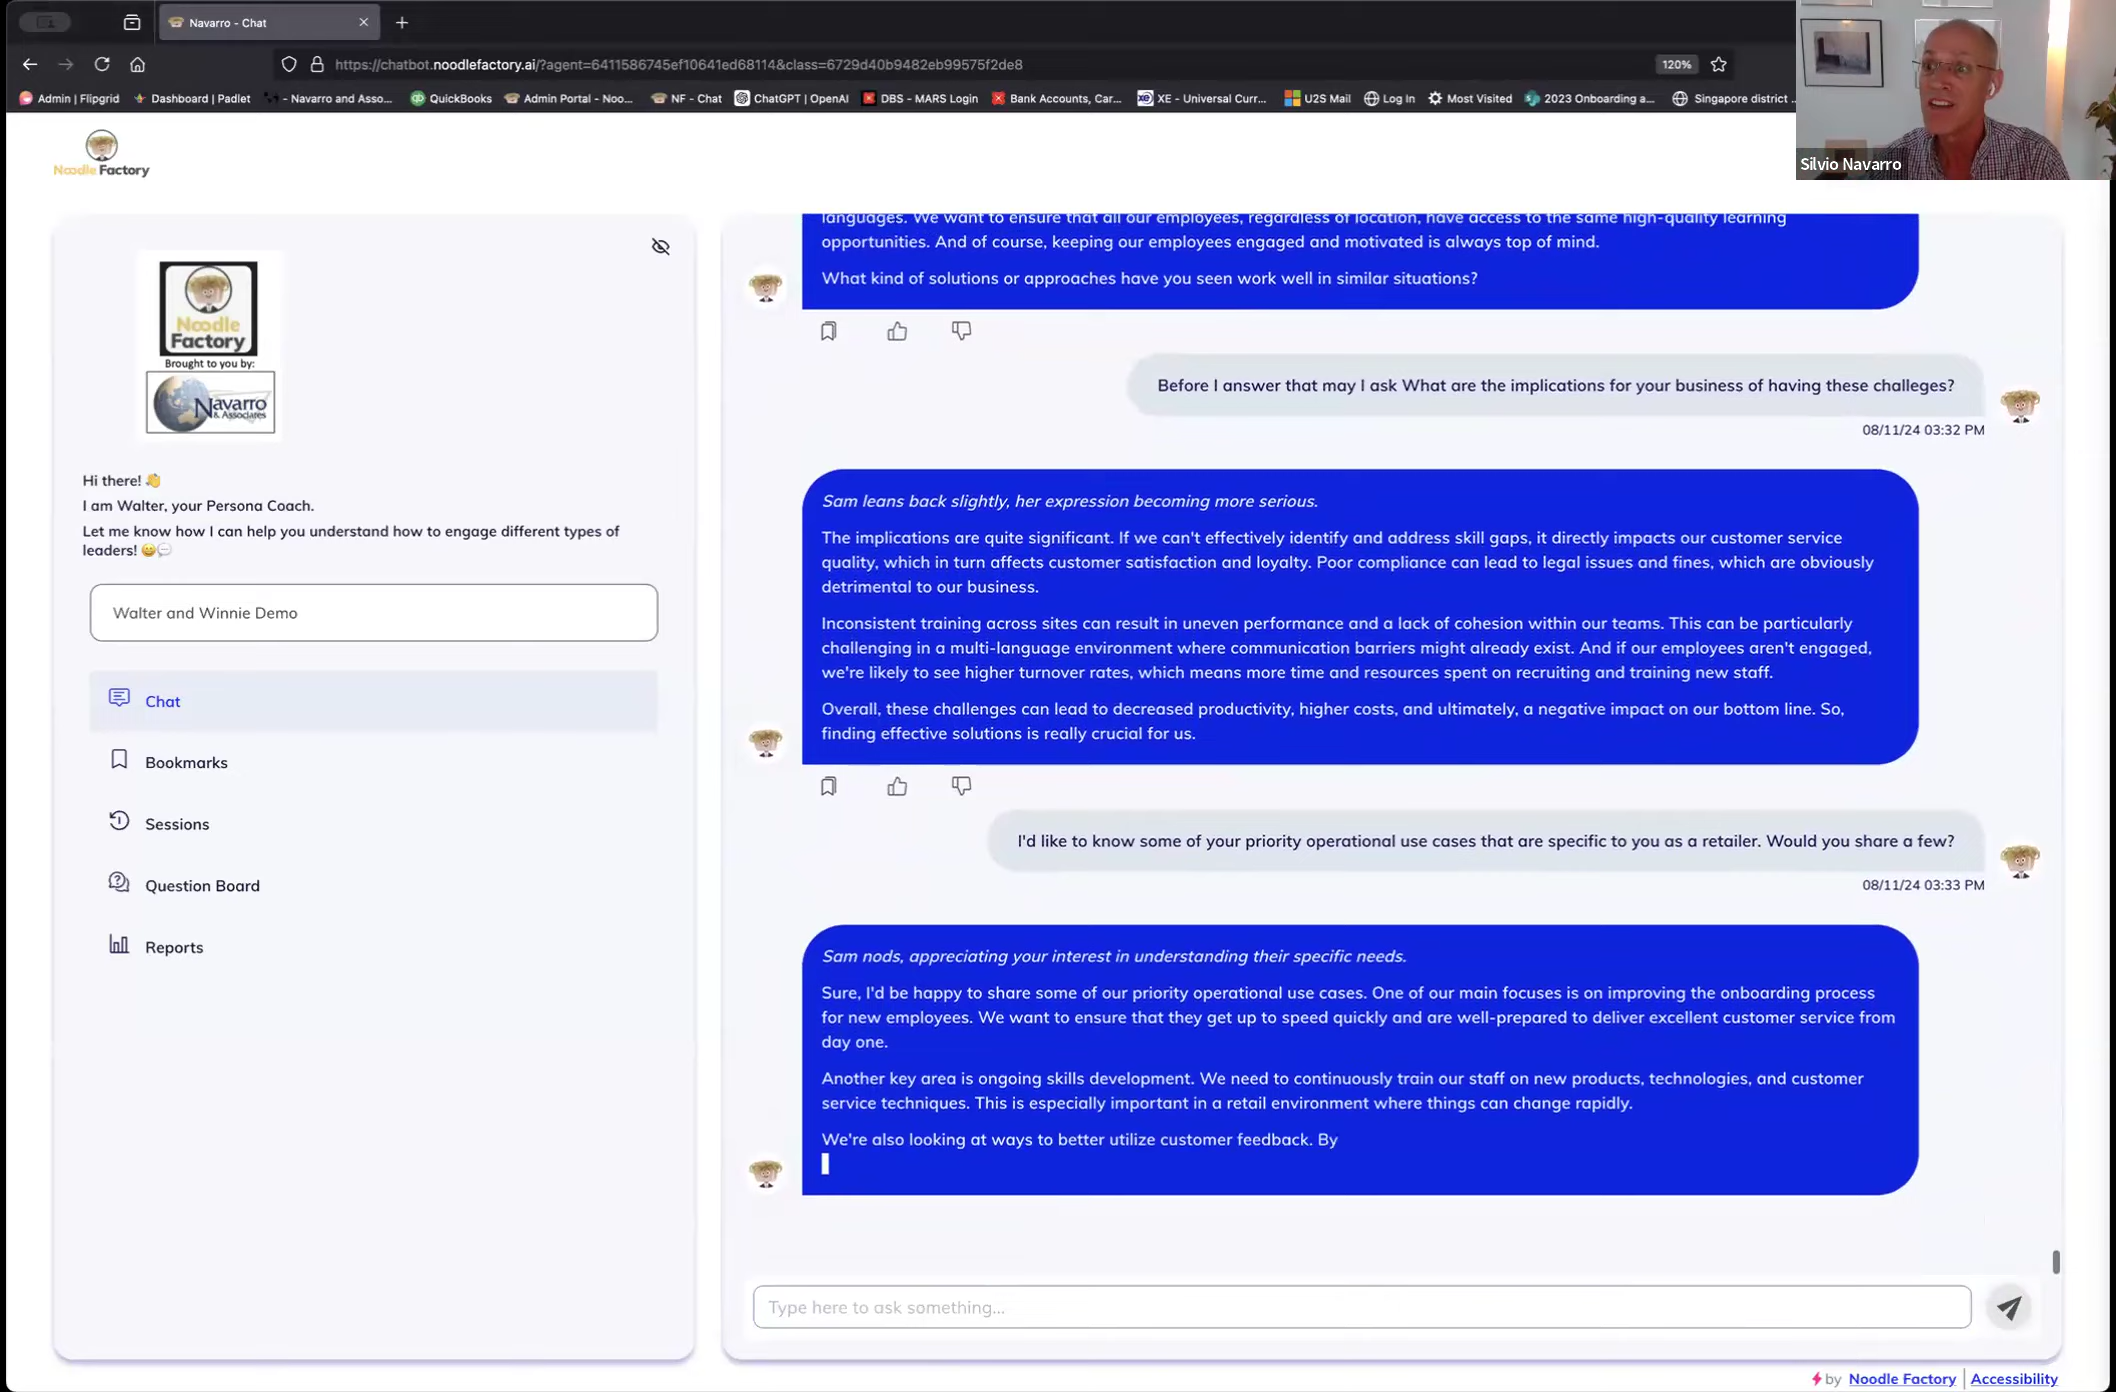 Navarro - Chat
https://chatbot.noodlefactory.ai/?agent=6411586745ef10641ed68114&class=6729d40b9482eb99575f2de8
120%
Admin | Flipgrid
Dashboard | Padlet
- Navarro and Asso...
QuickBooks
Admin Portal - Noo...
NF - Chat
ChatGPT | OpenAI
DBS - MARS Login
Bank Accounts, Car...
XE - Universal Curr...
U2S Mail
Log In
Most Visited
2023 Onboarding a...
Singapore district ...
Silvio Navarro
Noodle Factory
Noodle
Factory
Brought to you by:
Navarro
& Associates
Hi there! 👋
I am Walter, your Persona Coach.
Let me know how I can help you understand how to engage different types of
leaders! 😀💬
Walter and Winnie Demo
Chat
Bookmarks
Sessions
Question Board
Reports
languages. We want to ensure that all our employees, regardless of location, have access to the same high-quality learning
opportunities. And of course, keeping our employees engaged and motivated is always top of mind.
What kind of solutions or approaches have you seen work well in similar situations?
Before I answer that may I ask What are the implications for your business of having these challeges?
08/11/24 03:32 PM
Sam leans back slightly, her expression becoming more serious.
The implications are quite significant. If we can't effectively identify and address skill gaps, it directly impacts our customer service
quality, which in turn affects customer satisfaction and loyalty. Poor compliance can lead to legal issues and fines, which are obviously
detrimental to our business.
Inconsistent training across sites can result in uneven performance and a lack of cohesion within our teams. This can be particularly
challenging in a multi-language environment where communication barriers might already exist. And if our employees aren't engaged,
we're likely to see higher turnover rates, which means more time and resources spent on recruiting and training new staff.
Overall, these challenges can lead to decreased productivity, higher costs, and ultimately, a negative impact on our bottom line. So,
finding effective solutions is really crucial for us.
I'd like to know some of your priority operational use cases that are specific to you as a retailer. Would you share a few?
08/11/24 03:33 PM
Sam nods, appreciating your interest in understanding their specific needs.
Sure, I'd be happy to share some of our priority operational use cases. One of our main focuses is on improving the onboarding process
for new employees. We want to ensure that they get up to speed quickly and are well-prepared to deliver excellent customer service from
day one.
Another key area is ongoing skills development. We need to continuously train our staff on new products, technologies, and customer
service techniques. This is especially important in a retail environment where things can change rapidly.
We're also looking at ways to better utilize customer feedback. By
Type here to ask something...
by Noodle Factory | Accessibility